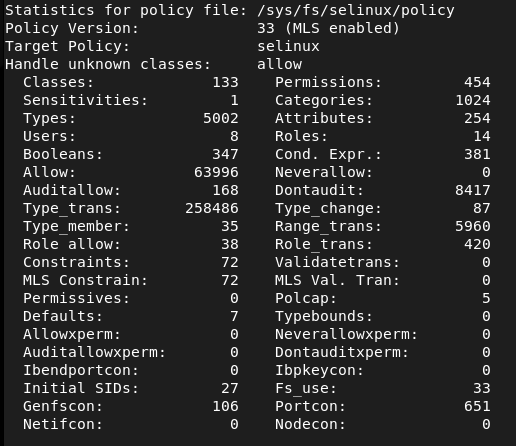 Statistics for policy file: /sys/fs/selinux/policy
Policy Version:             33 (MLS enabled)
Target Policy:              selinux
Handle unknown classes:     allow
  Classes:             133    Permissions:         454
  Sensitivities:         1    Categories:         1024
  Types:              5002    Attributes:          254
  Users:                 8    Roles:                14
  Booleans:            347    Cond. Expr.:         381
  Allow:             63996    Neverallow:            0
  Auditallow:          168    Dontaudit:          8417
  Type_trans:       258486    Type_change:          87
  Type_member:          35    Range_trans:        5960
  Role allow:           38    Role_trans:          420
  Constraints:          72    Validatetrans:         0
  MLS Constrain:        72    MLS Val. Tran:         0
  Permissives:           0    Polcap:                5
  Defaults:              7    Typebounds:            0
  Allowxperm:            0    Neverallowxperm:       0
  Auditallowxperm:       0    Dontauditxperm:        0
  Ibendportcon:          0    Ibpkeycon:             0
  Initial SIDs:         27    Fs_use:               33
  Genfscon:            106    Portcon:             651
  Netifcon:              0    Nodecon:               0